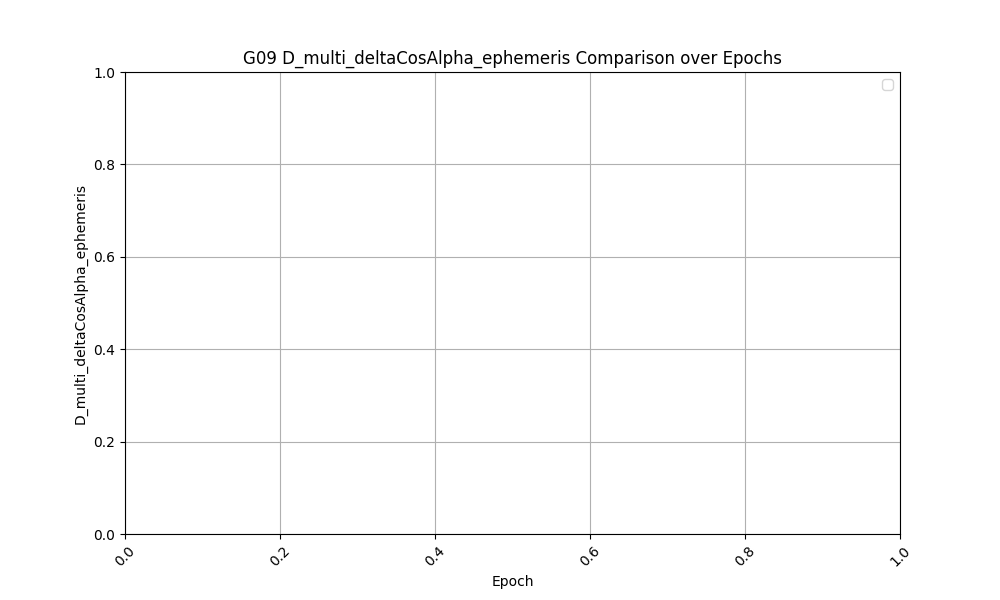 G09 D_multi_deltaCosAlpha_ephemeris Comparison over Epochs
D_multi_deltaCosAlpha_ephemeris
1.0
0.8
0.6
0.4
0.2
0.0
0.0 0.2 0.4 0.6 0.8 1.0
Epoch